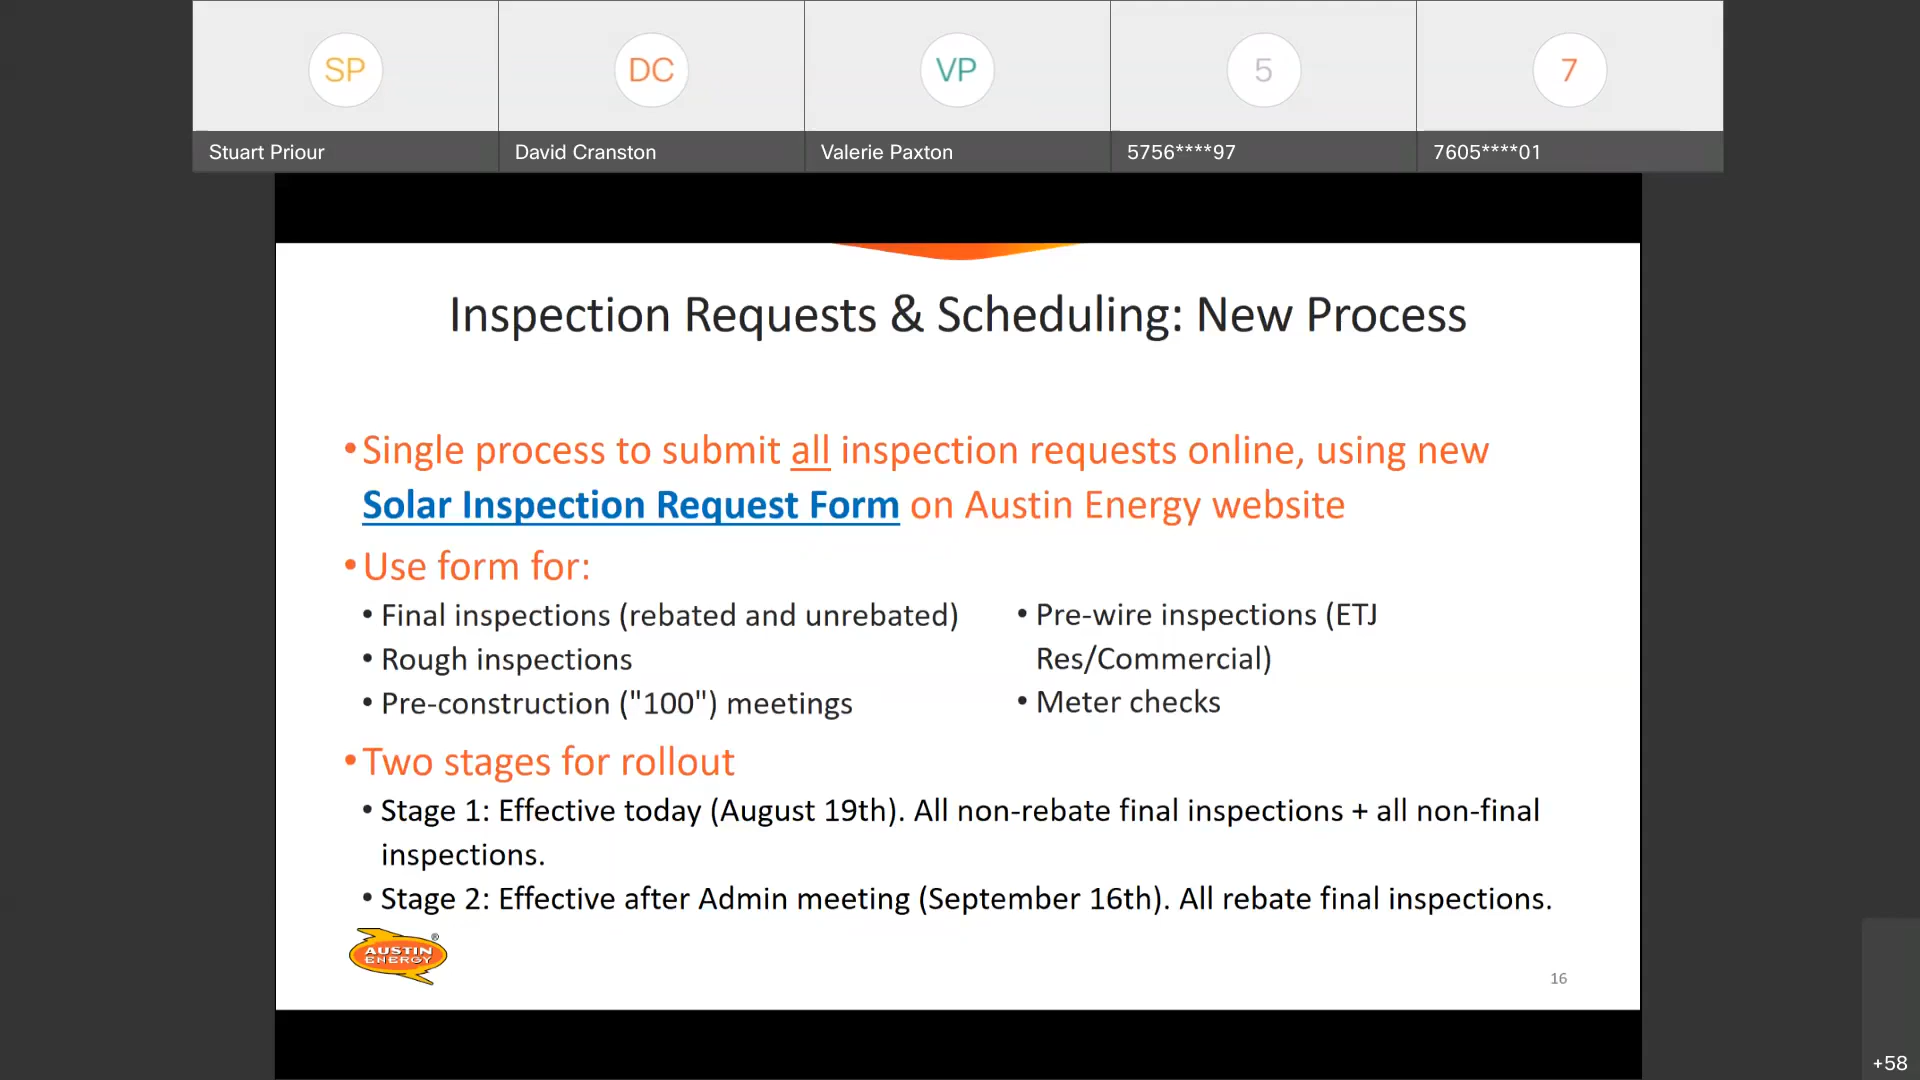 SP
DC
VP
5
7
Stuart Priour
David Cranston
Valerie Paxton
5756****97
7605****01
Inspection Requests & Scheduling: New Process
•Single process to submit all inspection requests online, using new
Solar Inspection Request Form on Austin Energy website
•Use form for:
• Final inspections (rebated and unrebated)
• Rough inspections
• Pre-construction ("100") meetings
• Pre-wire inspections (ETJ
Res/Commercial)
• Meter checks
•Two stages for rollout
• Stage 1: Effective today (August 19th). All non-rebate final inspections + all non-final
inspections.
• Stage 2: Effective after Admin meeting (September 16th). All rebate final inspections.
AUSTIN
ENERGY
®
16
+58